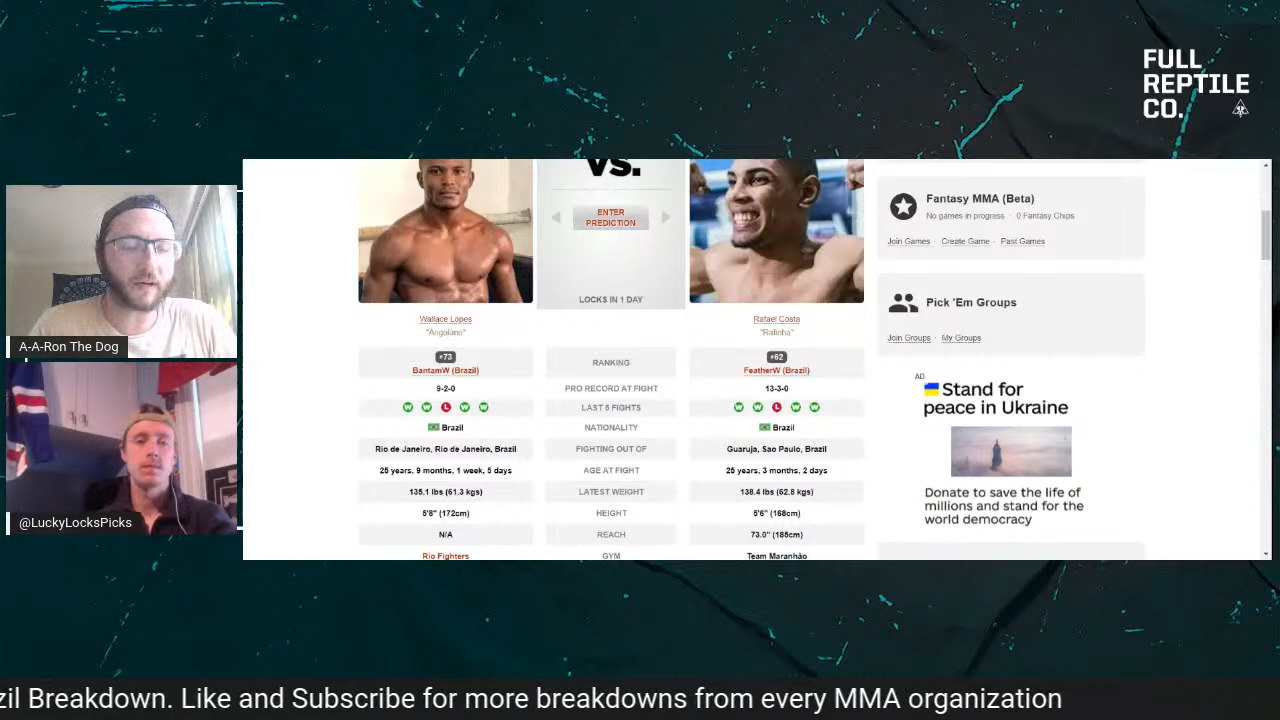 FULL
REPTILE
CO.
A-A-Ron The Dog
@LuckyLocksPicks
VS.
ENTER
PREDICTION
LOCKS IN 1 DAY
Wallace Lopes
"Angolano"
Rafael Costa
"Rafinha"
#73
BantamW (Brazil)
RANKING
#62
FeatherW (Brazil)
9-2-0
PRO RECORD AT FIGHT
13-3-0
W W L W W
LAST 5 FIGHTS
W W L W W
Brazil
NATIONALITY
Brazil
Rio de Janeiro, Rio de Janeiro, Brazil
FIGHTING OUT OF
Guaruja, Sao Paulo, Brazil
25 years, 9 months, 1 week, 5 days
AGE AT FIGHT
25 years, 3 months, 2 days
135.1 lbs (61.3 kgs)
LATEST WEIGHT
138.4 lbs (62.8 kgs)
5'8" (172cm)
HEIGHT
5'6" (168cm)
N/A
REACH
73.0" (185cm)
Rio Fighters
GYM
Team Maranhão
Fantasy MMA (Beta)
No games in progress · 0 Fantasy Chips
Join Games · Create Game · Past Games
Pick 'Em Groups
Join Groups · My Groups
AD
Stand for
peace in Ukraine
Donate to save the life of
millions and stand for the
world democracy
zil Breakdown. Like and Subscribe for more breakdowns from every MMA organization